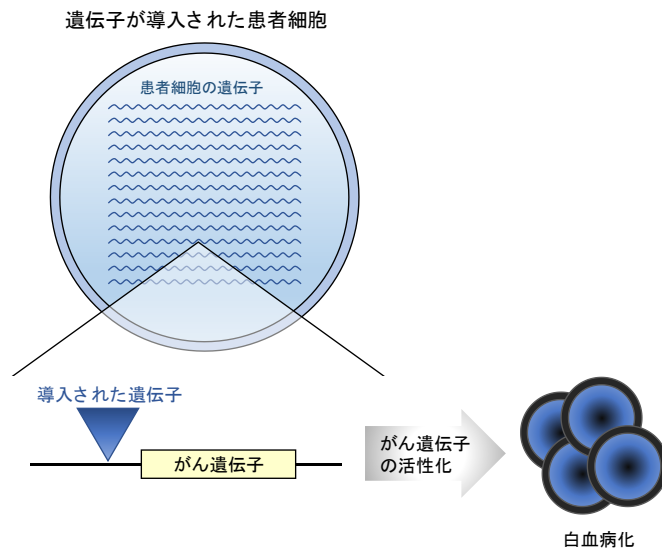 遺伝子が導入された患者細胞
患者細胞の遺伝子
導入された遺伝子
がん遺伝子
がん遺伝子
の活性化
白血病化